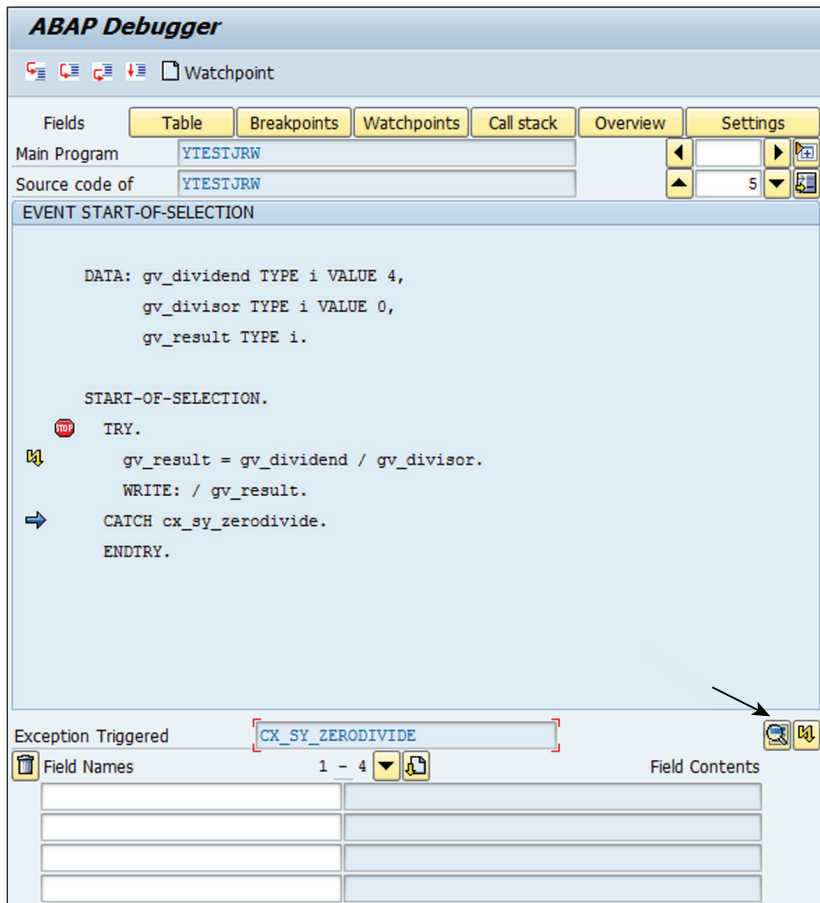 ABAP Debugger
Watchpoint
Fields Table Breakpoints Watchpoints Call stack Overview Settings
Main Program YTESTJRW
Source code of YTESTJRW 5
EVENT START-OF-SELECTION
DATA: gv_dividend TYPE i VALUE 4,
gv_divisor TYPE i VALUE 0,
gv_result TYPE i.
START-OF-SELECTION.
STOP TRY.
gv_result = gv_dividend / gv_divisor.
WRITE: / gv_result.
CATCH cx_sy_zerodivide.
ENDTRY.
Exception Triggered CX_SY_ZERODIVIDE
Field Names 1 - 4 Field Contents